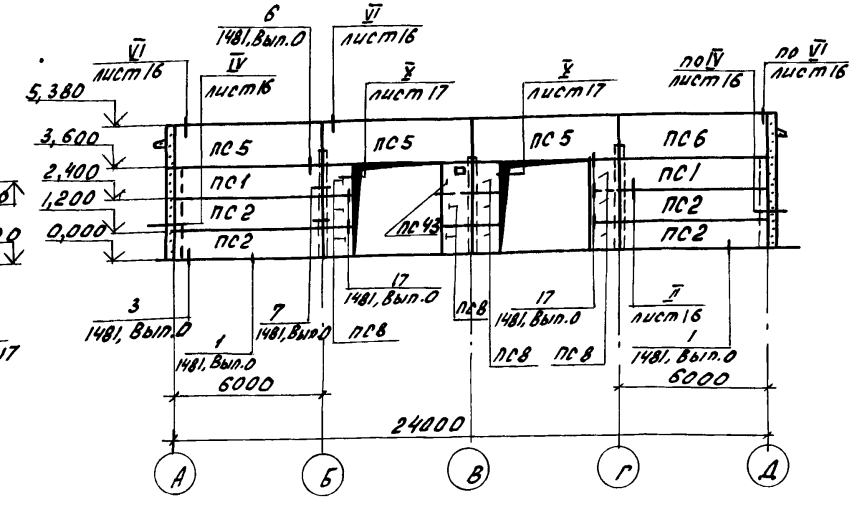 6
1481, Вып.0
VI
лист 16
VI
лист 16
IV
лист 16
X
лист 17
X
лист 17
по IV
лист 16
по VI
лист 16
5,380
3,600
2,400
1,200
0,000
ПС5
ПС5
ПС5
ПС6
ПС1
ПС1
ПС2
ПС43
ПС2
ПС2
ПС2
3
1481, Вып.0
1
1481, Вып.0
7
1481, Вып.0
17
1481, Вып.0
ПС8
ПС8
17
1481, Вып.0
ПС8
ПС8
II
лист 16
1
1481, Вып.0
17
6000
6000
24000
А
Б
В
Г
Д